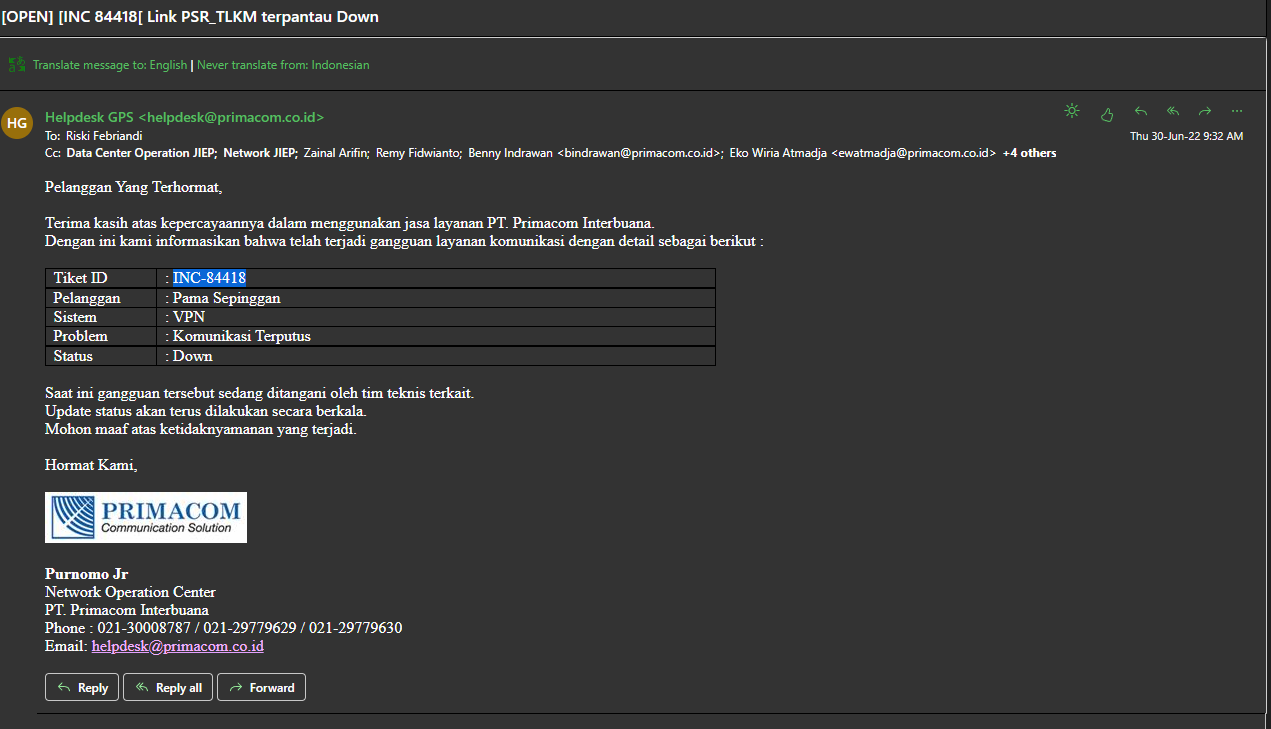 [OPEN] [INC 84418[ Link PSR_TLKM terpantau Down
Translate message to: English | Never translate from: Indonesian
HG
Helpdesk GPS <helpdesk@primacom.co.id>
To: Riski Febriandi
Thu 30-Jun-22 9:32 AM
Cc: Data Center Operation JIEP; Network JIEP; Zainal Arifin; Remy Fidwianto; Benny Indrawan <bindrawan@primacom.co.id>; Eko Wiria Atmadja <ewatmadja@primacom.co.id> +4 others
Pelanggan Yang Terhormat,
Terima kasih atas kepercayaannya dalam menggunakan jasa layanan PT. Primacom Interbuana.
Dengan ini kami informasikan bahwa telah terjadi gangguan layanan komunikasi dengan detail sebagai berikut :
Tiket ID : INC-84418
Pelanggan : Pama Sepinggan
Sistem : VPN
Problem : Komunikasi Terputus
Status : Down
Saat ini gangguan tersebut sedang ditangani oleh tim teknis terkait.
Update status akan terus dilakukan secara berkala.
Mohon maaf atas ketidaknyamanan yang terjadi.
Hormat Kami,
PRIMACOM
Communication Solution
Purnomo Jr
Network Operation Center
PT. Primacom Interbuana
Phone : 021-30008787 / 021-29779629 / 021-29779630
Email: helpdesk@primacom.co.id
Reply Reply all Forward